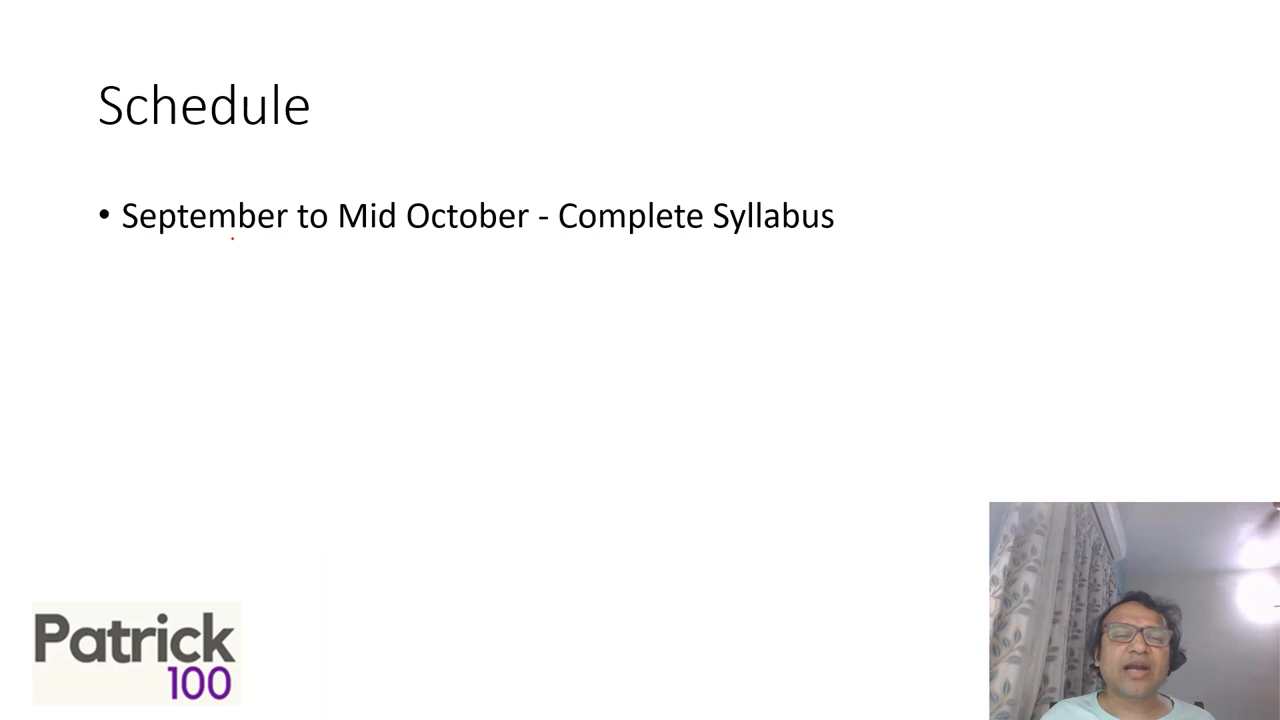 Schedule
• September to Mid October - Complete Syllabus
Patrick
100